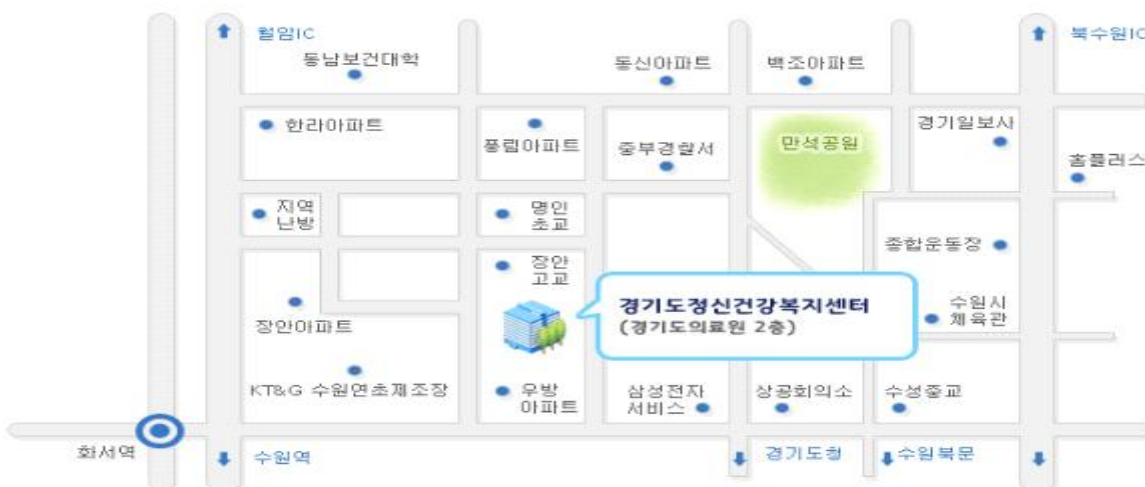 월암IC
북수원IC
동남보건대학
동신아파트
백조아파트
한라아파트
풍림아파트
중부경찰서
만석공원
경기일보사
홈플러스
지역
난방
명인
초교
종합운동장
장안
고교
경기도정신건강복지센터
(경기도의료원 2층)
수원시
체육관
장안아파트
KT&G 수원연초제조장
우방
아파트
삼성전자
서비스
상공회의소
수성중교
화서역
수원역
경기도청
수원북문